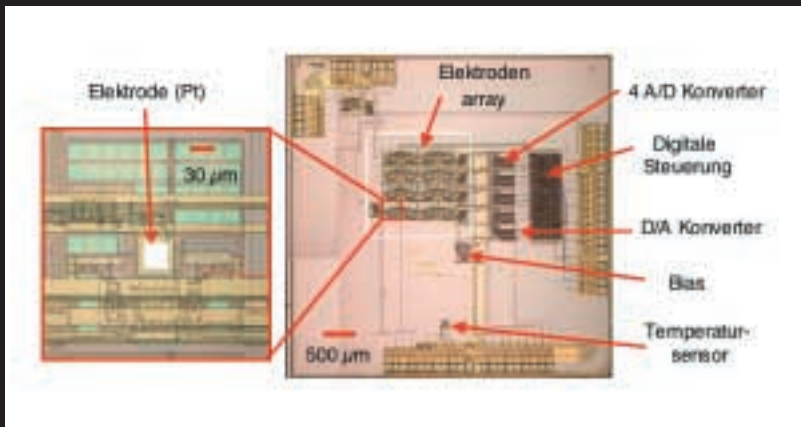 Elektrode (Pt)
30 µm
Elektroden
array
500 µm
4 A/D Konverter
Digitale
Steuerung
D/A Konverter
Bias
Temperatur-
sensor